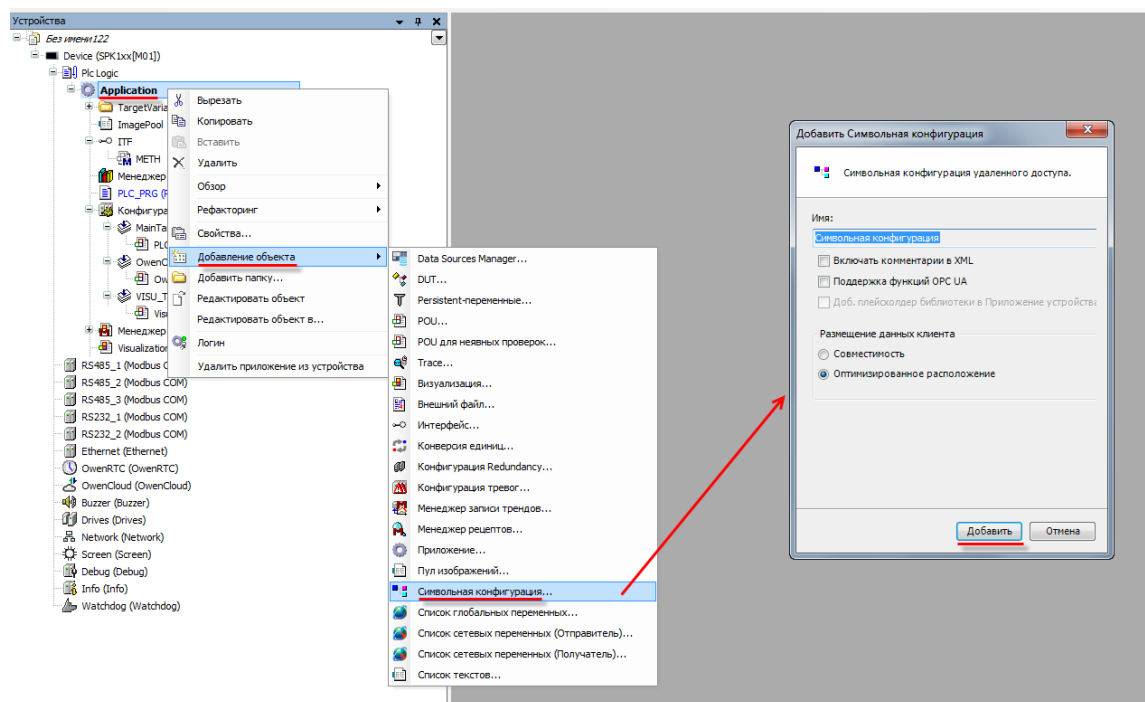 Устройства
Без имени122
Device (SPK1xx[M01])
Plc Logic
Application
TargetVaria
ImagePool
ITF
METH
Менеджер
PLC_PRG (
Конфигура
MainTa
PLC
OwenC
Ow
VISU_T
Visu
Менеджер
Visualization
RS485_1 (Modbus C
RS485_2 (Modbus COM)
RS485_3 (Modbus COM)
RS232_1 (Modbus COM)
RS232_2 (Modbus COM)
Ethernet (Ethernet)
OwenRTC (OwenRTC)
OwenCloud (OwenCloud)
Buzzer (Buzzer)
Drives (Drives)
Network (Network)
Screen (Screen)
Debug (Debug)
Info (Info)
Watchdog (Watchdog)
Вырезать
Копировать
Вставить
Удалить
Обзор
Рефакторинг
Свойства...
Добавление объекта
Добавить папку...
Редактировать объект
Редактировать объект в...
Логин
Удалить приложение из устройства
Data Sources Manager...
DUT...
Persistent-переменные...
POU...
POU для неявных проверок...
Trace...
Визуализация...
Внешний файл...
Интерфейс...
Конверсия единиц...
Конфигурация Redundancy...
Конфигурация тревог...
Менеджер записи трендов...
Менеджер рецептов...
Приложение...
Пул изображений...
Символьная конфигурация...
Список глобальных переменных...
Список сетевых переменных (Отправитель)...
Список сетевых переменных (Получатель)...
Список текстов...
Добавить Символьная конфигурация
Символьная конфигурация удаленного доступа.
Имя:
Символьная конфигурация
Включать комментарии в XML
Поддержка функций OPC UA
Доб. плейсхолдер библиотеки в Приложение устройства
Размещение данных клиента
Совместимость
Оптимизированное расположение
Добавить
Отмена